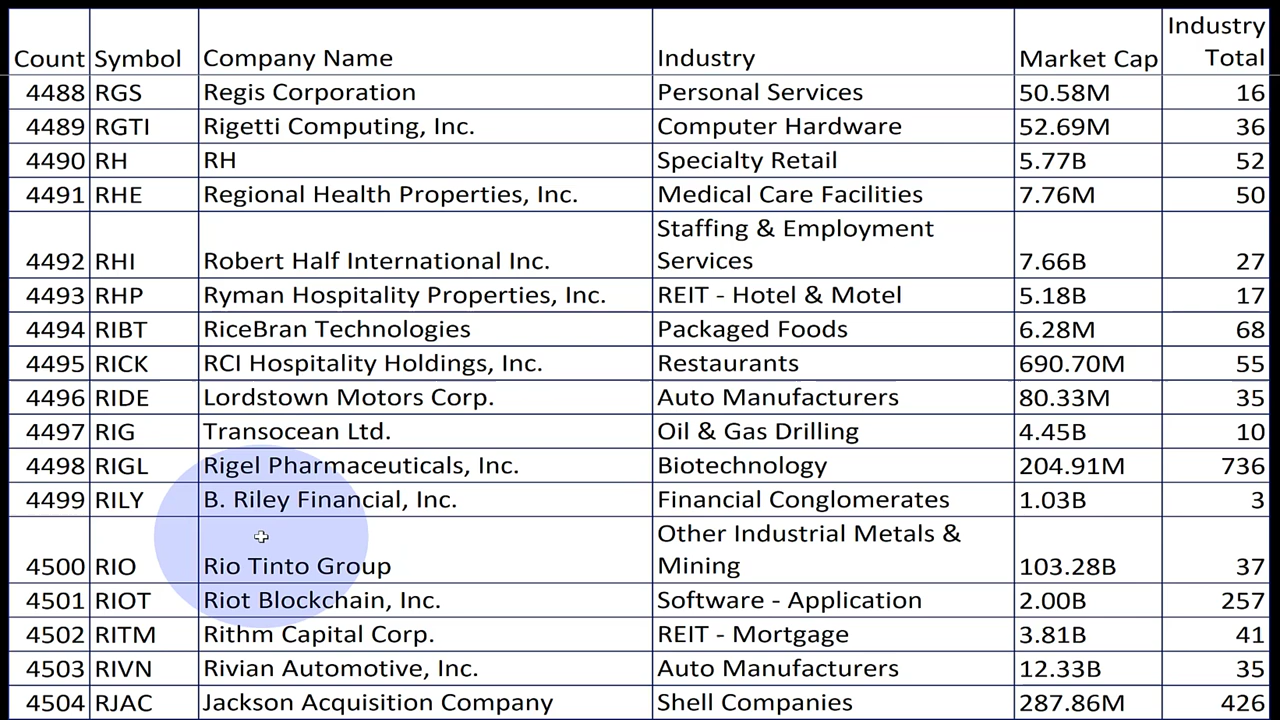 Count Symbol Company Name Industry Market Cap Industry Total
4488 RGS Regis Corporation Personal Services 50.58M 16
4489 RGTI Rigetti Computing, Inc. Computer Hardware 52.69M 36
4490 RH RH Specialty Retail 5.77B 52
4491 RHE Regional Health Properties, Inc. Medical Care Facilities 7.76M 50
4492 RHI Robert Half International Inc. Staffing & Employment Services 7.66B 27
4493 RHP Ryman Hospitality Properties, Inc. REIT - Hotel & Motel 5.18B 17
4494 RIBT RiceBran Technologies Packaged Foods 6.28M 68
4495 RICK RCI Hospitality Holdings, Inc. Restaurants 690.70M 55
4496 RIDE Lordstown Motors Corp. Auto Manufacturers 80.33M 35
4497 RIG Transocean Ltd. Oil & Gas Drilling 4.45B 10
4498 RIGL Rigel Pharmaceuticals, Inc. Biotechnology 204.91M 736
4499 RILY B. Riley Financial, Inc. Financial Conglomerates 1.03B 3
4500 RIO Rio Tinto Group Other Industrial Metals & Mining 103.28B 37
4501 RIOT Riot Blockchain, Inc. Software - Application 2.00B 257
4502 RITM Rithm Capital Corp. REIT - Mortgage 3.81B 41
4503 RIVN Rivian Automotive, Inc. Auto Manufacturers 12.33B 35
4504 RJAC Jackson Acquisition Company Shell Companies 287.86M 426